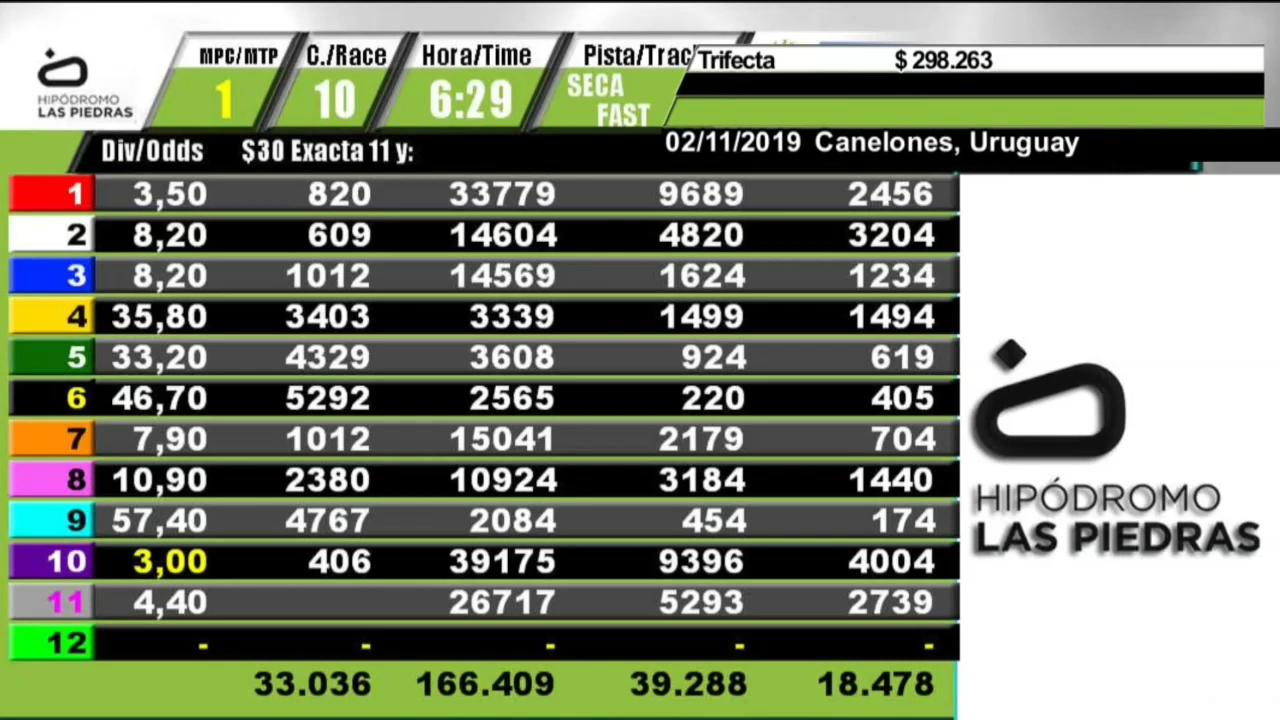 MPC/MTP C./Race Hora/Time Pista/Trac Trifecta $ 298.263
HIPÓDROMO
LAS PIEDRAS
1 10 6:29 SECA
FAST
Div/Odds $30 Exacta 11 y: 02/11/2019 Canelones, Uruguay
1 3,50 820 33779 9689 2456
2 8,20 609 14604 4820 3204
3 8,20 1012 14569 1624 1234
4 35,80 3403 3339 1499 1494
5 33,20 4329 3608 924 619
6 46,70 5292 2565 220 405
7 7,90 1012 15041 2179 704
8 10,90 2380 10924 3184 1440
9 57,40 4767 2084 454 174
10 3,00 406 39175 9396 4004
11 4,40 26717 5293 2739
12 - - - - -
33.036 166.409 39.288 18.478
HIPÓDROMO
LAS PIEDRAS